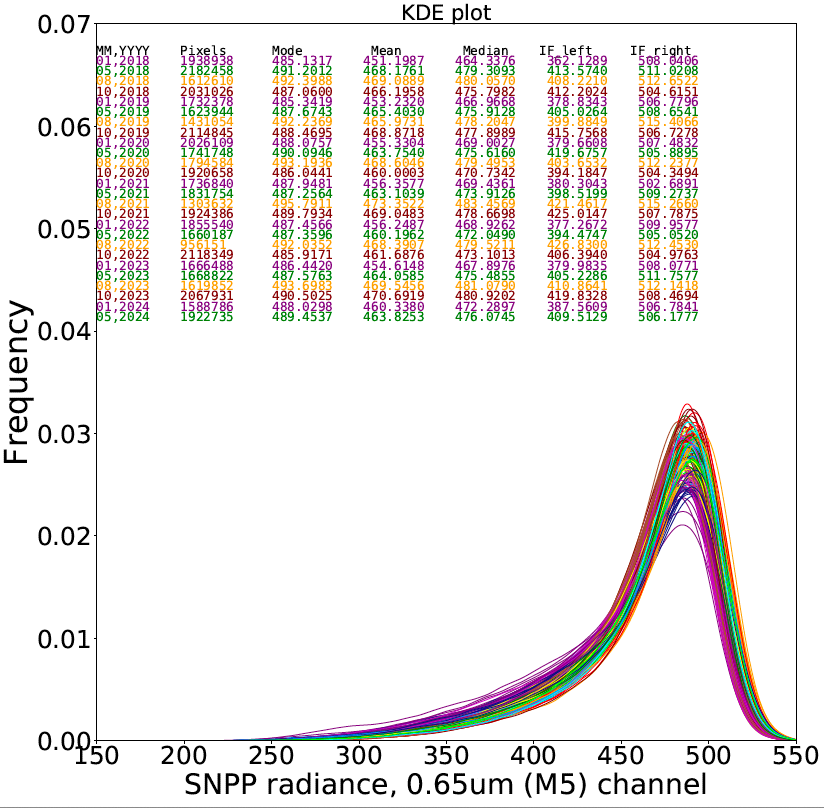 KDE plot
MM,YYYY Pixels Mode Mean Median IF_left IF_right
01,2018 1938938 485.1317 451.1987 464.3376 362.1289 508.0406
05,2018 2182458 491.2012 468.1761 479.3093 413.5740 511.0208
08,2018 1612610 492.3988 469.0889 480.0570 408.2210 512.6522
10,2018 2031026 487.0600 466.1958 475.7982 412.2024 504.6151
01,2019 1732378 485.3419 453.2320 466.9668 378.8343 506.7796
05,2019 1623944 487.6743 465.4030 475.9128 405.0264 508.6541
08,2019 1431054 492.2369 465.9731 478.2047 399.8849 515.4066
10,2019 2114845 488.4695 468.8718 477.8989 415.7568 506.7278
01,2020 2026109 488.0757 455.3304 469.0027 379.6608 507.4832
05,2020 1741748 490.0946 463.7540 475.6160 419.6757 505.8895
08,2020 1794584 493.1936 468.6046 479.4953 403.6532 512.2377
10,2020 1920658 486.0441 460.0003 470.7342 394.1847 504.3494
01,2021 1736840 487.9481 456.3577 469.4361 380.3043 502.6891
05,2021 1831754 487.2564 463.1039 473.9126 398.5199 509.2737
08,2021 1303632 495.7911 473.3522 483.4569 421.4617 515.2660
10,2021 1924386 489.7934 469.0483 478.6698 425.0147 507.7875
01,2022 1855540 487.4566 456.2487 468.9262 377.2672 509.9577
05,2022 1660187 487.3596 460.1962 472.0490 394.4747 505.0520
08,2022 956151 492.0352 468.3907 479.5211 426.8300 512.4530
10,2022 2118349 485.9171 461.6876 473.1013 406.3940 504.9763
01,2023 1666488 486.4420 454.6148 467.8976 379.9835 508.0771
05,2023 1668822 487.5763 464.0585 475.4855 405.2286 511.7577
08,2023 1619852 493.6983 469.5456 481.0790 410.8641 512.1418
10,2023 2067931 490.5025 470.6919 480.9202 419.8328 508.4694
01,2024 1588786 488.0298 460.3380 472.2897 387.5609 506.7841
05,2024 1922735 489.4537 463.8253 476.0745 409.5129 506.1777
0.07
0.06
0.05
0.04
0.03
0.02
0.01
0.00
Frequency
150 200 250 300 350 400 450 500 550
SNPP radiance, 0.65um (M5) channel